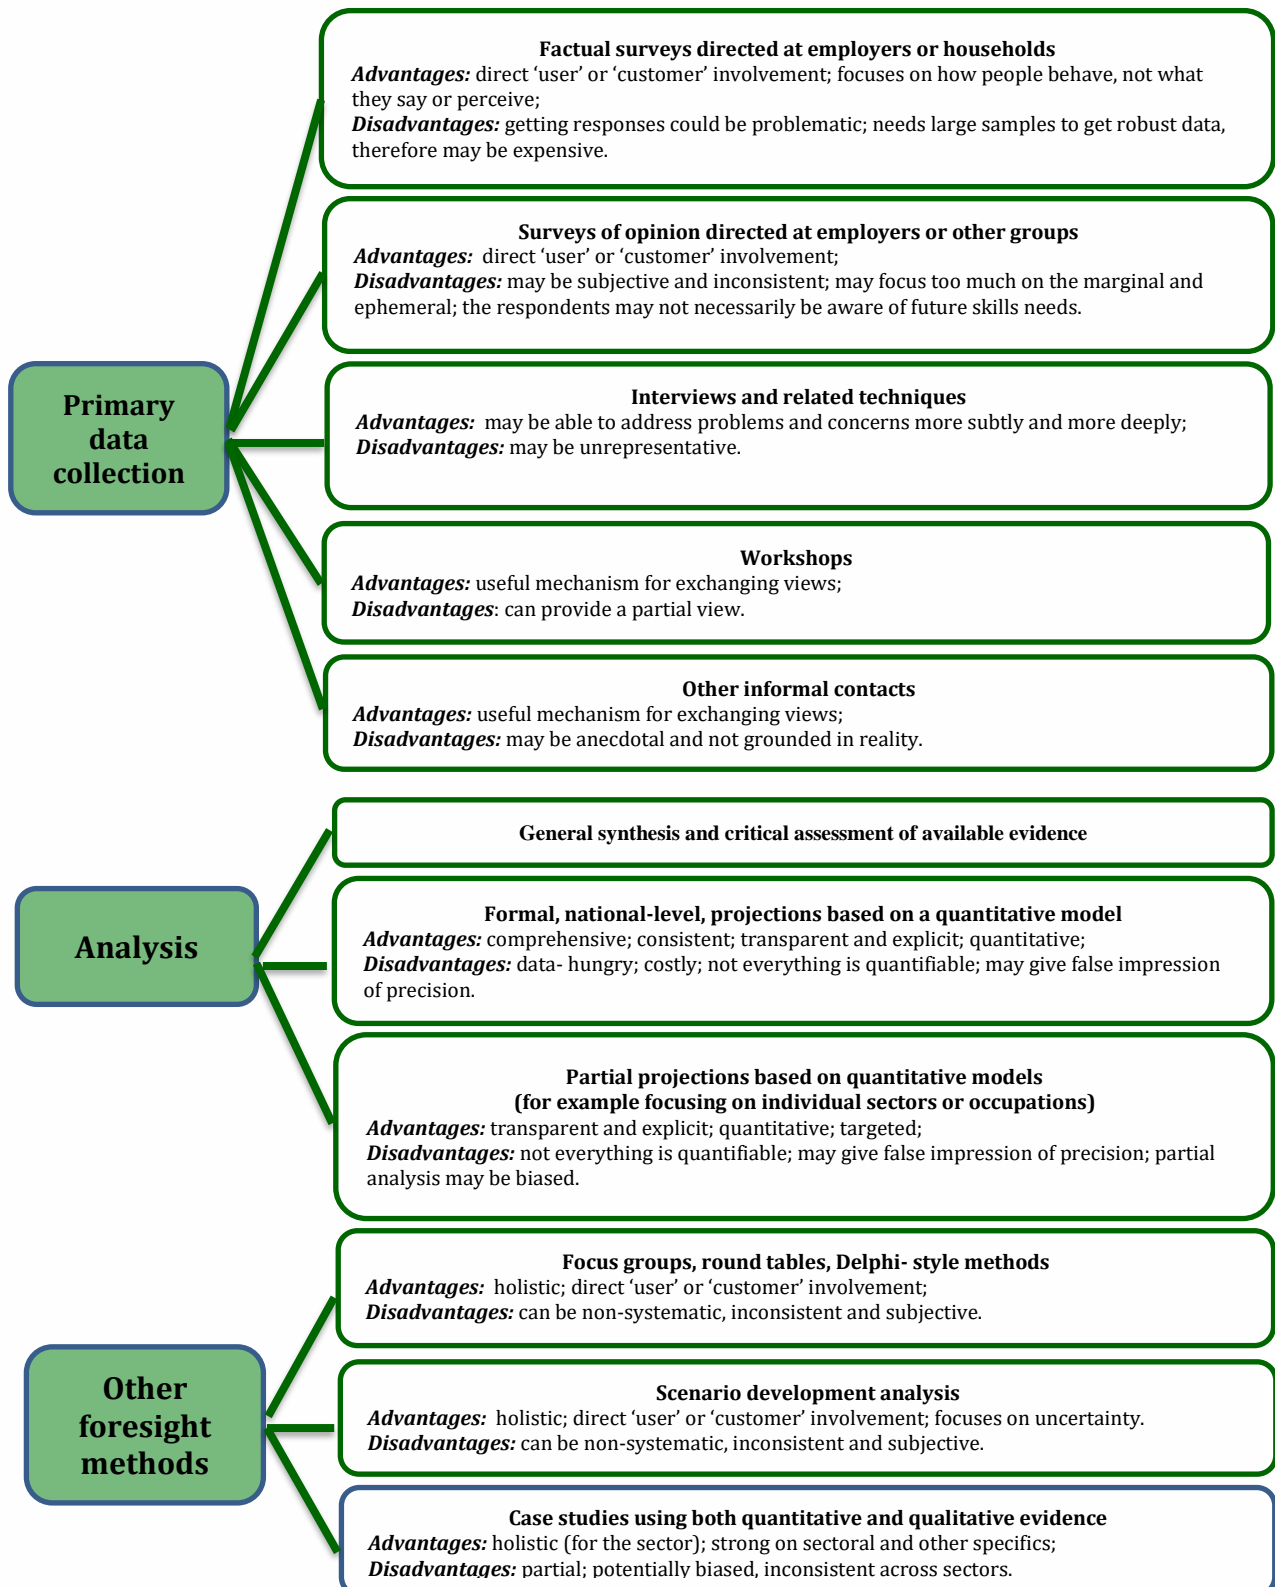 Factual surveys directed at employers or households
Advantages: direct ‘user’ or ‘customer’ involvement; focuses on how people behave, not what
they say or perceive;
Disadvantages: getting responses could be problematic; needs large samples to get robust data,
therefore may be expensive.
Surveys of opinion directed at employers or other groups
Advantages: direct ‘user’ or ‘customer’ involvement;
Disadvantages: may be subjective and inconsistent; may focus too much on the marginal and
ephemeral; the respondents may not necessarily be aware of future skills needs.
Primary
data
collection
Interviews and related techniques
Advantages: may be able to address problems and concerns more subtly and more deeply;
Disadvantages: may be unrepresentative.
Workshops
Advantages: useful mechanism for exchanging views;
Disadvantages: can provide a partial view.
Other informal contacts
Advantages: useful mechanism for exchanging views;
Disadvantages: may be anecdotal and not grounded in reality.
General synthesis and critical assessment of available evidence
Analysis
Formal, national-level, projections based on a quantitative model
Advantages: comprehensive; consistent; transparent and explicit; quantitative;
Disadvantages: data- hungry; costly; not everything is quantifiable; may give false impression
of precision.
Partial projections based on quantitative models
(for example focusing on individual sectors or occupations)
Advantages: transparent and explicit; quantitative; targeted;
Disadvantages: not everything is quantifiable; may give false impression of precision; partial
analysis may be biased.
Focus groups, round tables, Delphi- style methods
Advantages: holistic; direct ‘user’ or ‘customer’ involvement;
Disadvantages: can be non-systematic, inconsistent and subjective.
Other
foresight
methods
Scenario development analysis
Advantages: holistic; direct ‘user’ or ‘customer’ involvement; focuses on uncertainty.
Disadvantages: can be non-systematic, inconsistent and subjective.
Case studies using both quantitative and qualitative evidence
Advantages: holistic (for the sector); strong on sectoral and other specifics;
Disadvantages: partial; potentially biased, inconsistent across sectors.